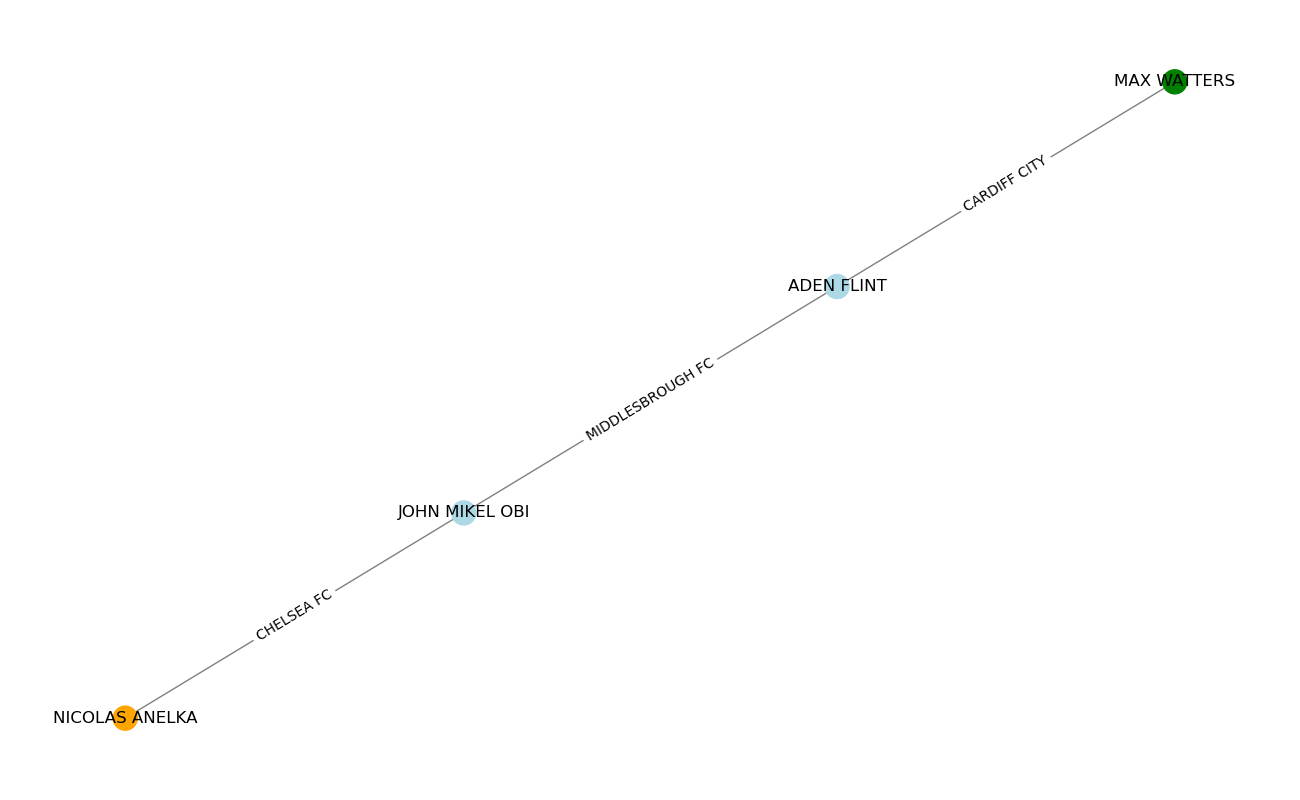 MAX WATTERS
CARDIFF CITY
ADEN FLINT
MIDDLESBROUGH FC
JOHN MIKEL OBI
CHELSEA FC
NICOLAS ANELKA